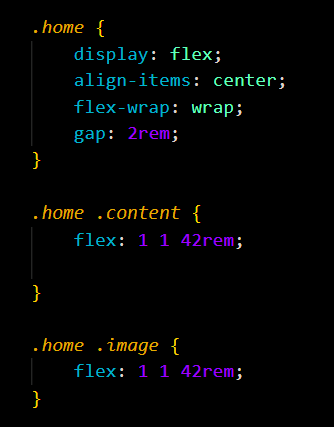 .home {
    display: flex;
    align-items: center;
    flex-wrap: wrap;
    gap: 2rem;
}

.home .content {
    flex: 1 1 42rem;

}

.home .image {
    flex: 1 1 42rem;
}